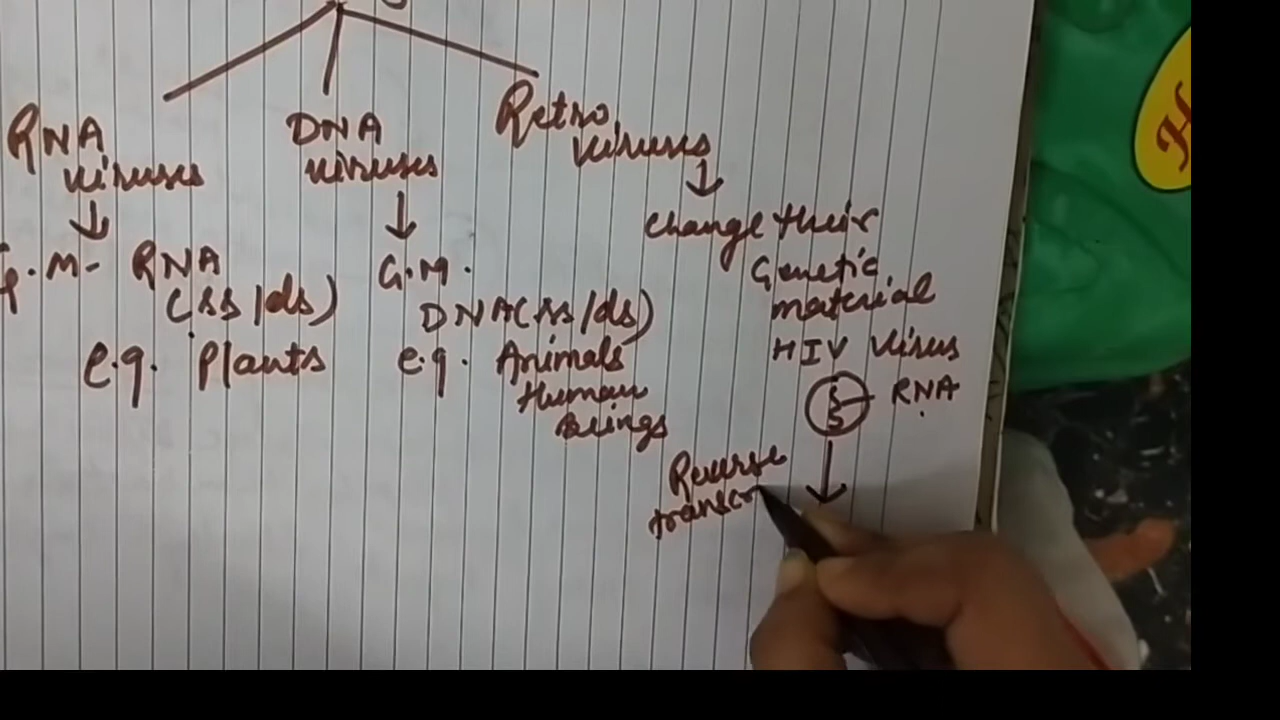 RNA
viruses
G.M- RNA
(ss/ds)
e.g. Plants
DNA
viruses
G.M.
DNA(ss/ds)
e.g. Animals
Human
Beings
Retro
viruses
change their
Genetic
material
HIV virus
RNA
Reverse
transcr
H